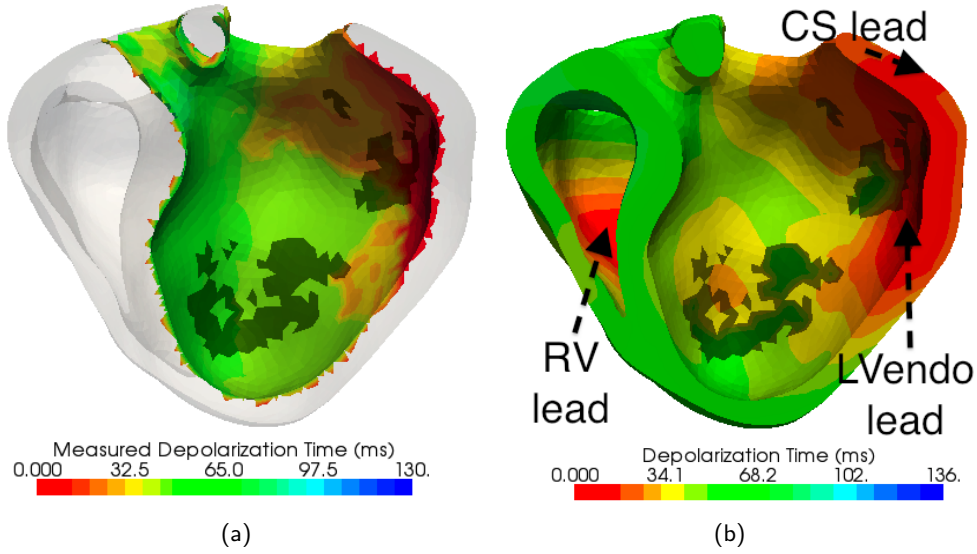 CS lead
RV
lead
LVendo
lead
Measured Depolarization Time (ms)
0.000 32.5 65.0 97.5 130.
Depolarization Time (ms)
0.000 34.1 68.2 102. 136.
(a)
(b)